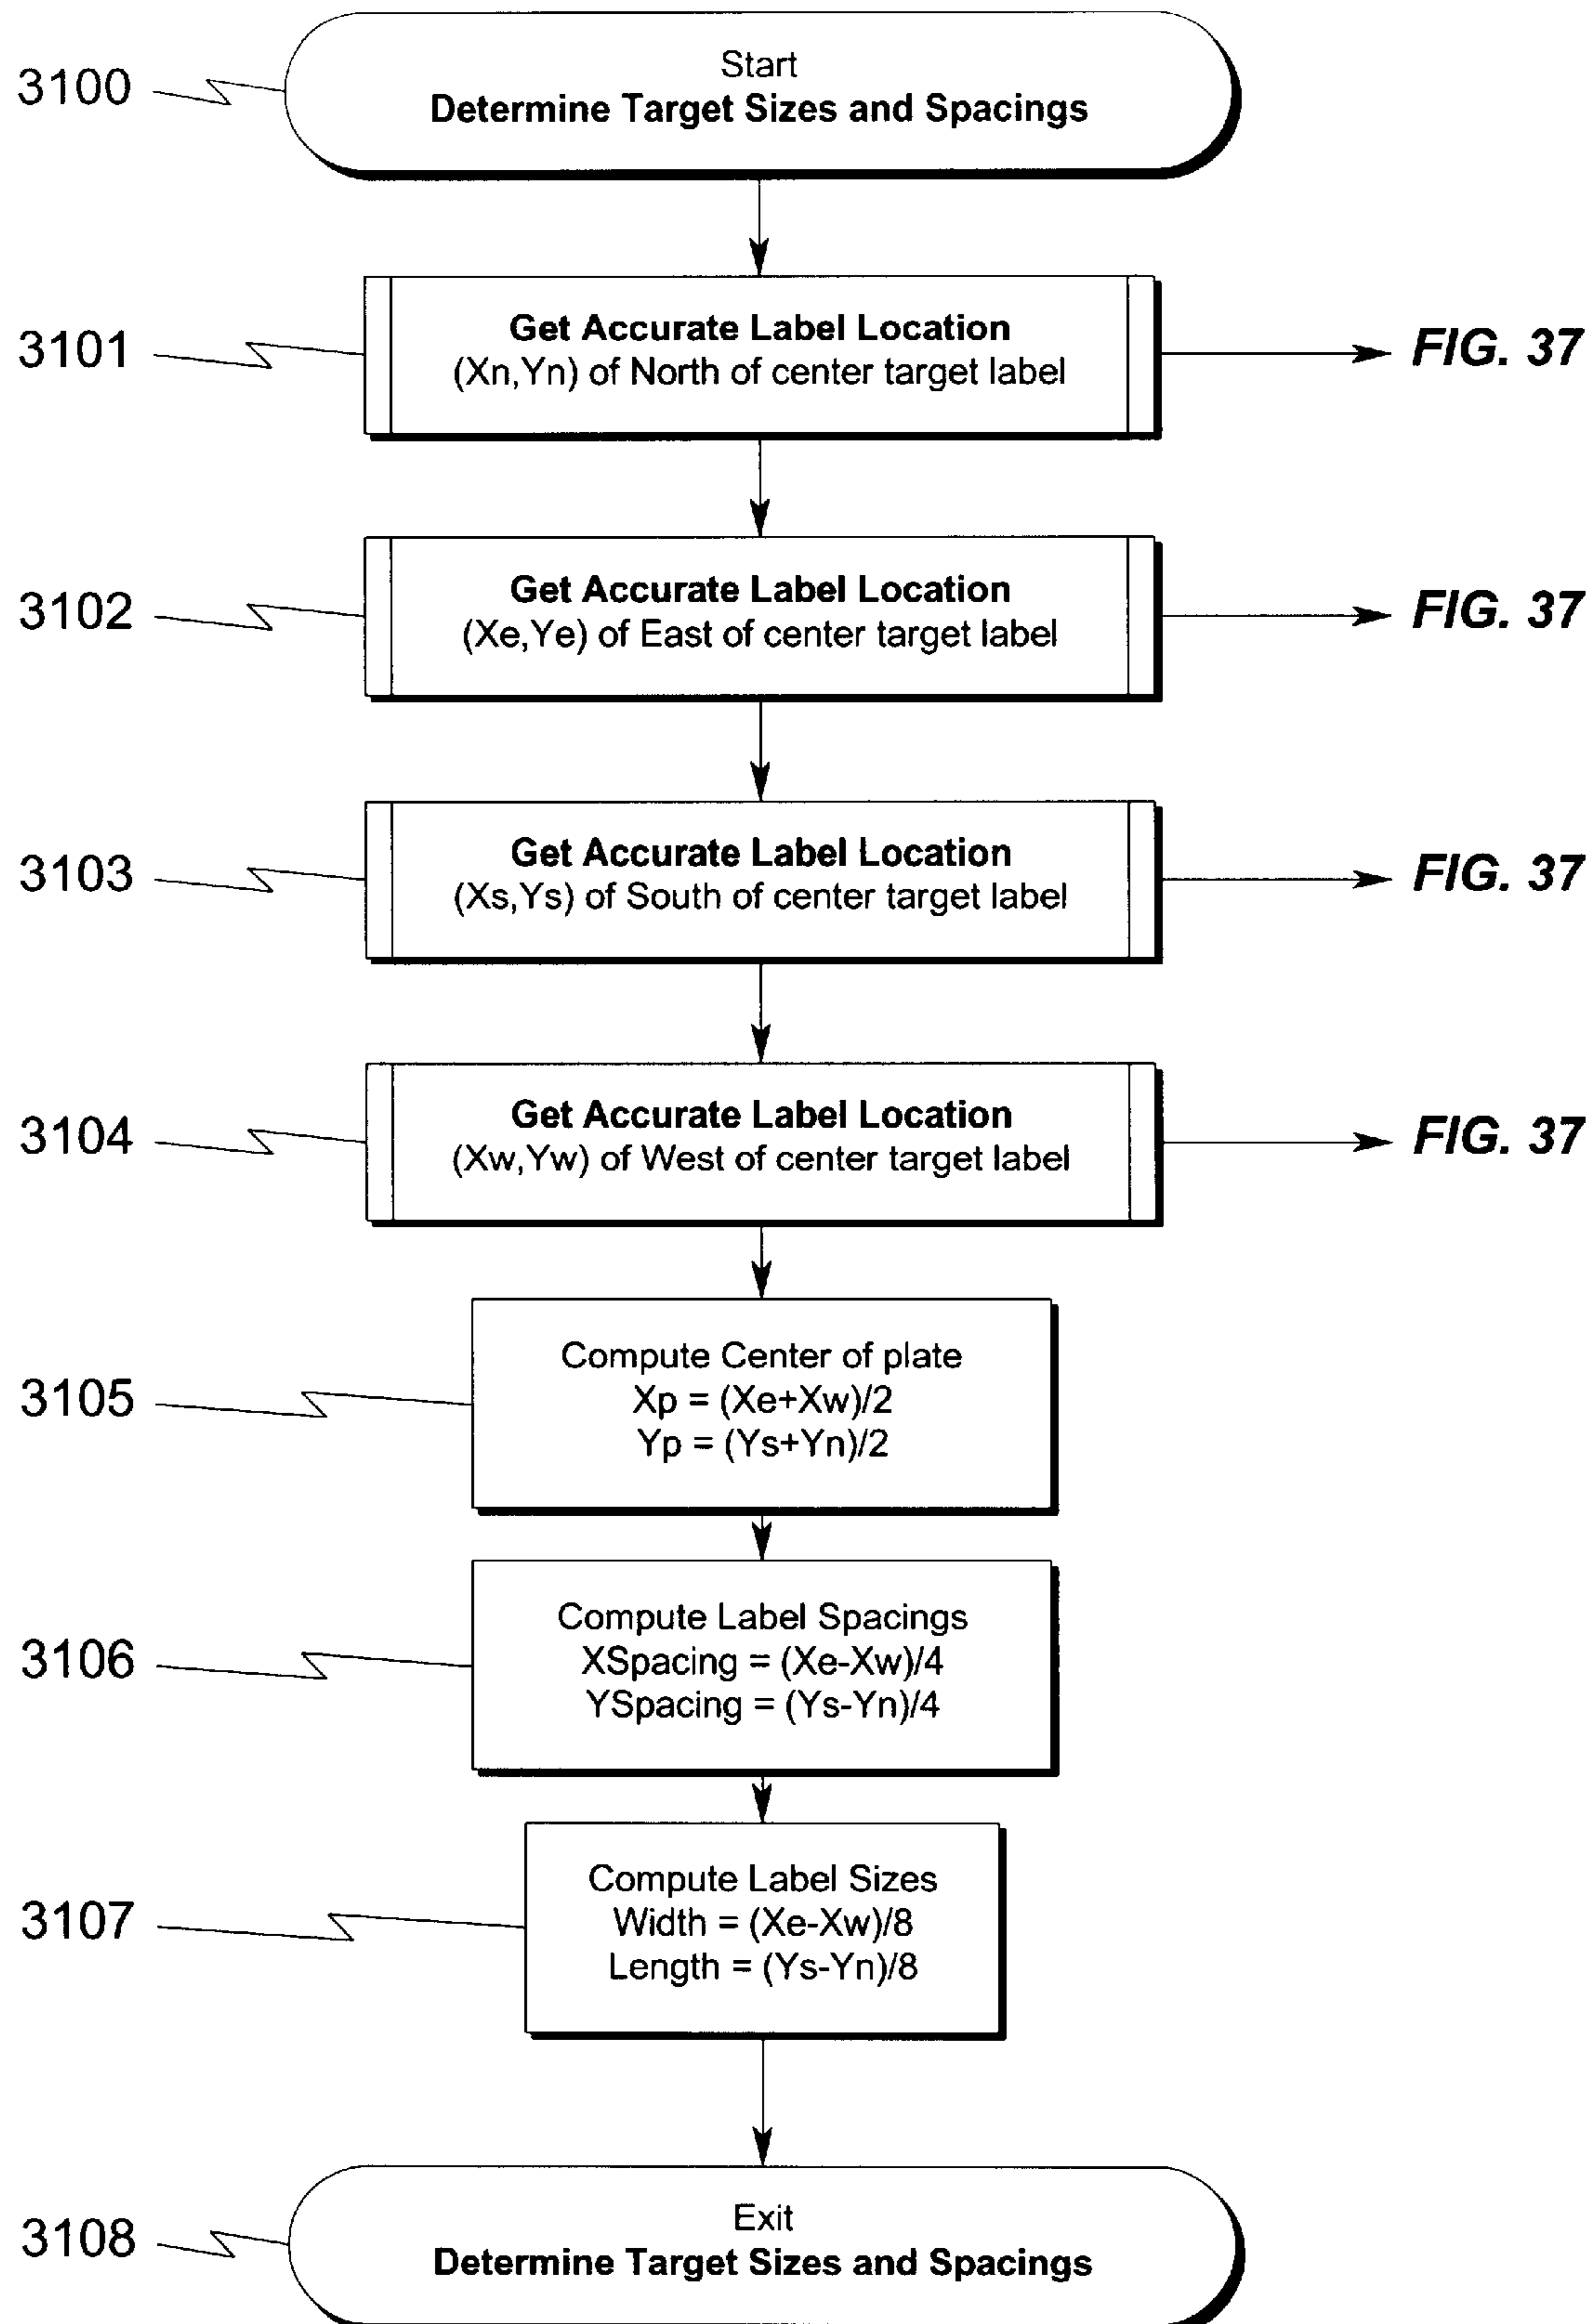 3100
Start
Determine Target Sizes and Spacings
3101
Get Accurate Label Location
(Xn,Yn) of North of center target label
FIG. 37
3102
Get Accurate Label Location
(Xe,Ye) of East of center target label
FIG. 37
3103
Get Accurate Label Location
(Xs,Ys) of South of center target label
FIG. 37
3104
Get Accurate Label Location
(Xw,Yw) of West of center target label
FIG. 37
3105
Compute Center of plate
Xp = (Xe+Xw)/2
Yp = (Ys+Yn)/2
3106
Compute Label Spacings
XSpacing = (Xe-Xw)/4
YSpacing = (Ys-Yn)/4
3107
Compute Label Sizes
Width = (Xe-Xw)/8
Length = (Ys-Yn)/8
3108
Exit
Determine Target Sizes and Spacings